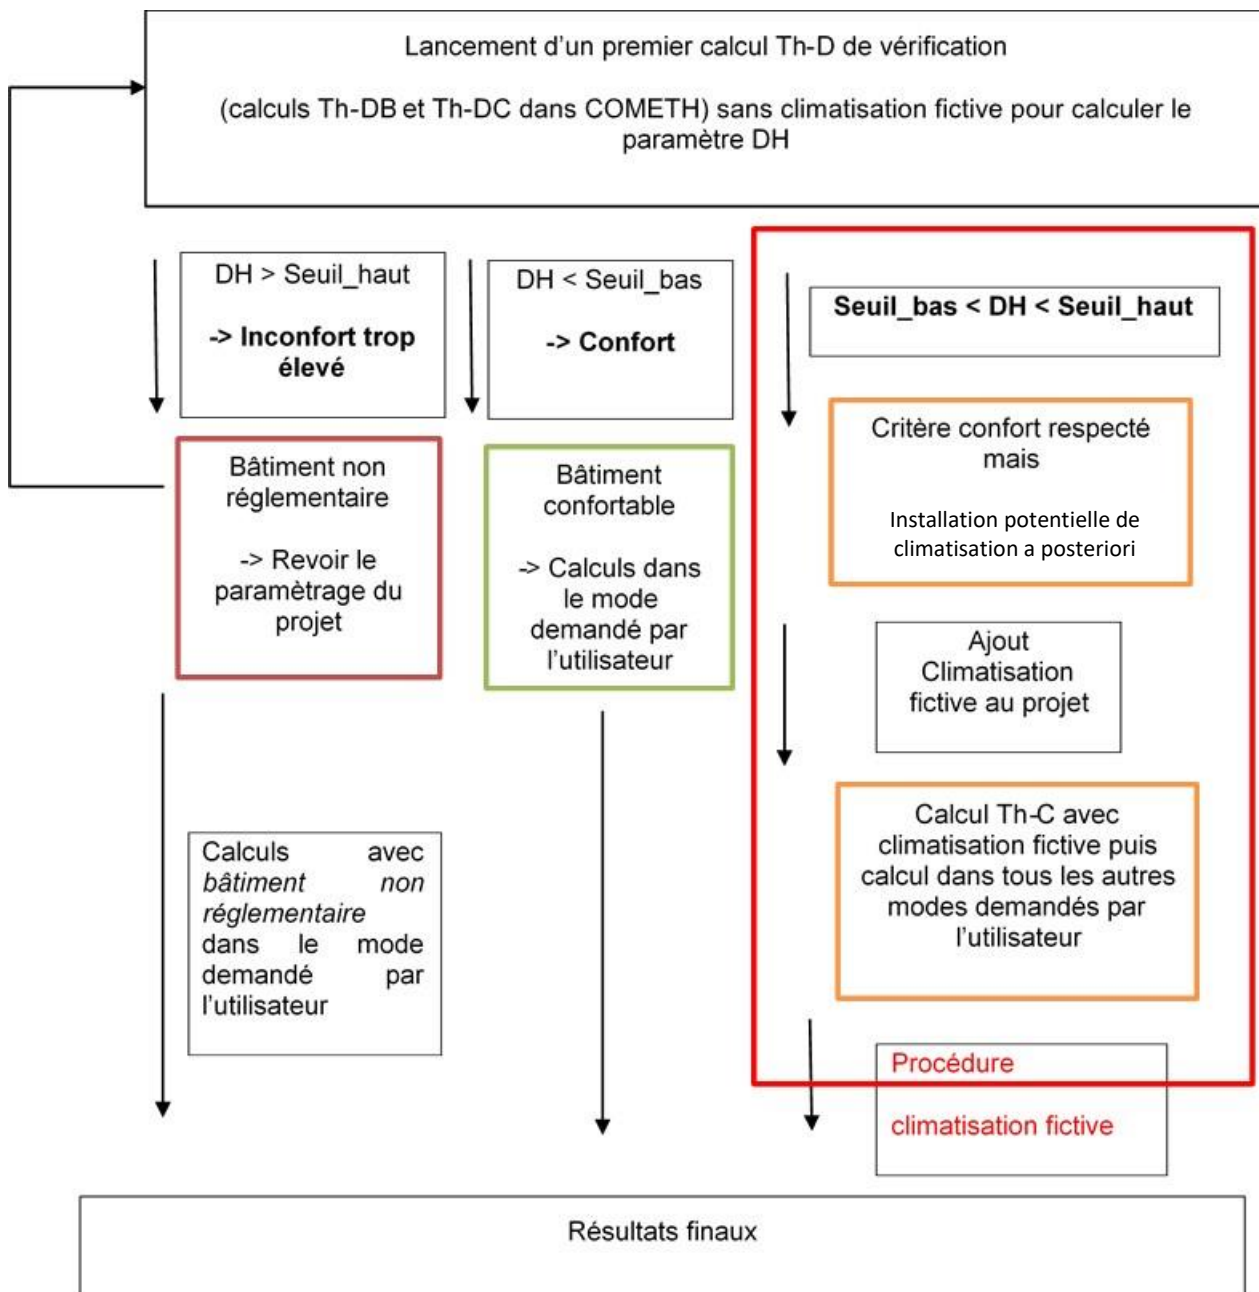 Lancement d'un premier calcul Th-D de vérification
(calculs Th-DB et Th-DC dans COMETH) sans climatisation fictive pour calculer le
paramètre DH
DH > Seuil_haut
-> Inconfort trop
élevé
DH < Seuil_bas
-> Confort
Seuil_bas < DH < Seuil_haut
Bâtiment non
réglementaire
-> Revoir le
paramètrage du
projet
Bâtiment
confortable
-> Calculs dans
le mode
demandé par
l'utilisateur
Critère confort respecté
mais
Installation potentielle de
climatisation a posteriori
Ajout
Climatisation
fictive au projet
Calcul Th-C avec
climatisation fictive puis
calcul dans tous les autres
modes demandés par
l'utilisateur
Calculs avec
bâtiment non
réglementaire
dans le mode
demandé par
l'utilisateur
Procédure
climatisation fictive
Résultats finaux